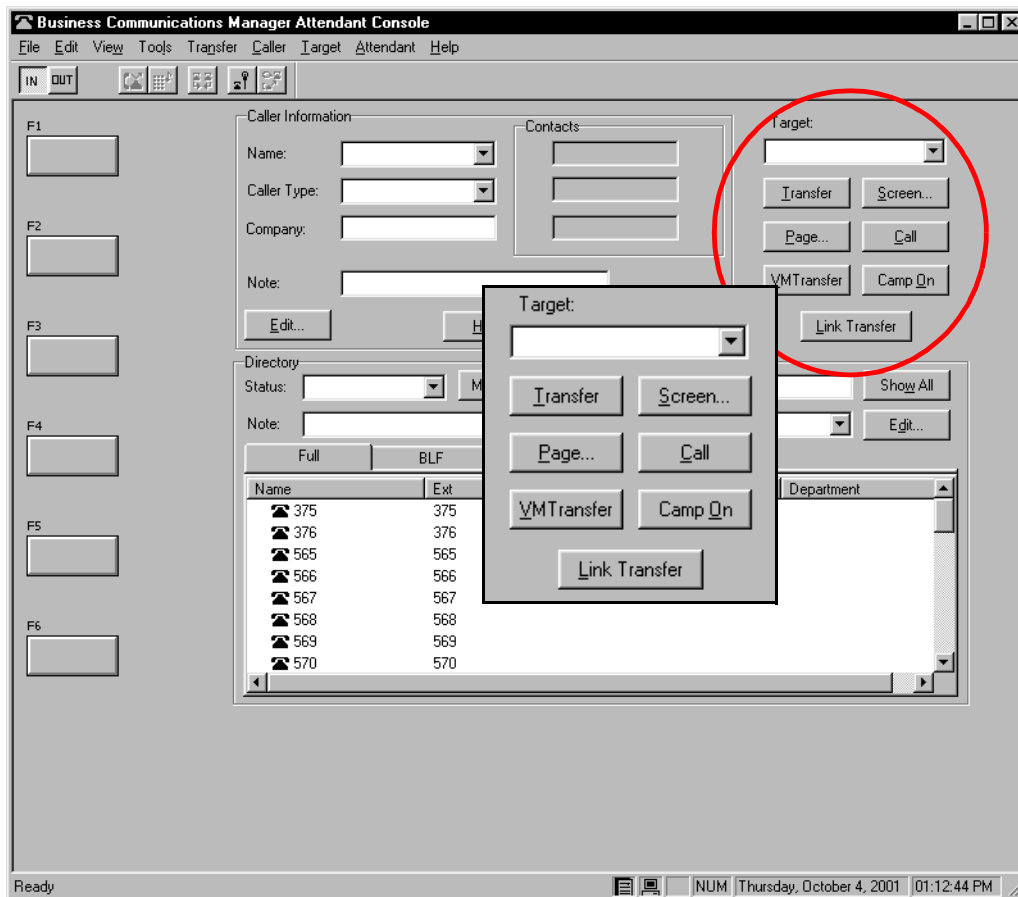 Business Communications Manager Attendant Console
File Edit View Tools Transfer Caller Target Attendant Help
IN OUT
F1
F2
F3
F4
F5
F6
Caller Information
Name:
Caller Type:
Company:
Note:
Edit...
H
Contacts
Target:
Transfer Screen...
Page... Call
VMTransfer Camp On
Link Transfer
Target:
Transfer Screen...
Page... Call
VMTransfer Camp On
Link Transfer
Directory
Status: M Show All
Note: Edit...
Full BLF
Name Ext Department
375 375
376 376
565 565
566 566
567 567
568 568
569 569
570 570
Ready NUM Thursday, October 4, 2001 01:12:44 PM